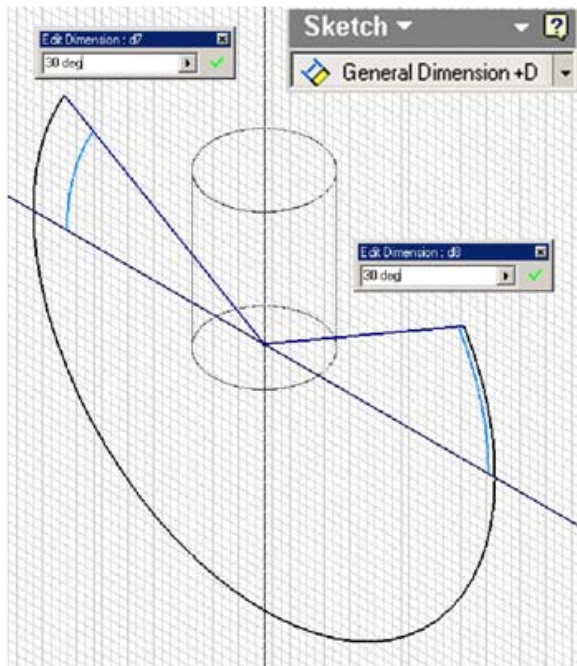 Edit Dimension : d7
30 deg
Sketch
General Dimension +D
Edit Dimension : d8
30 deg